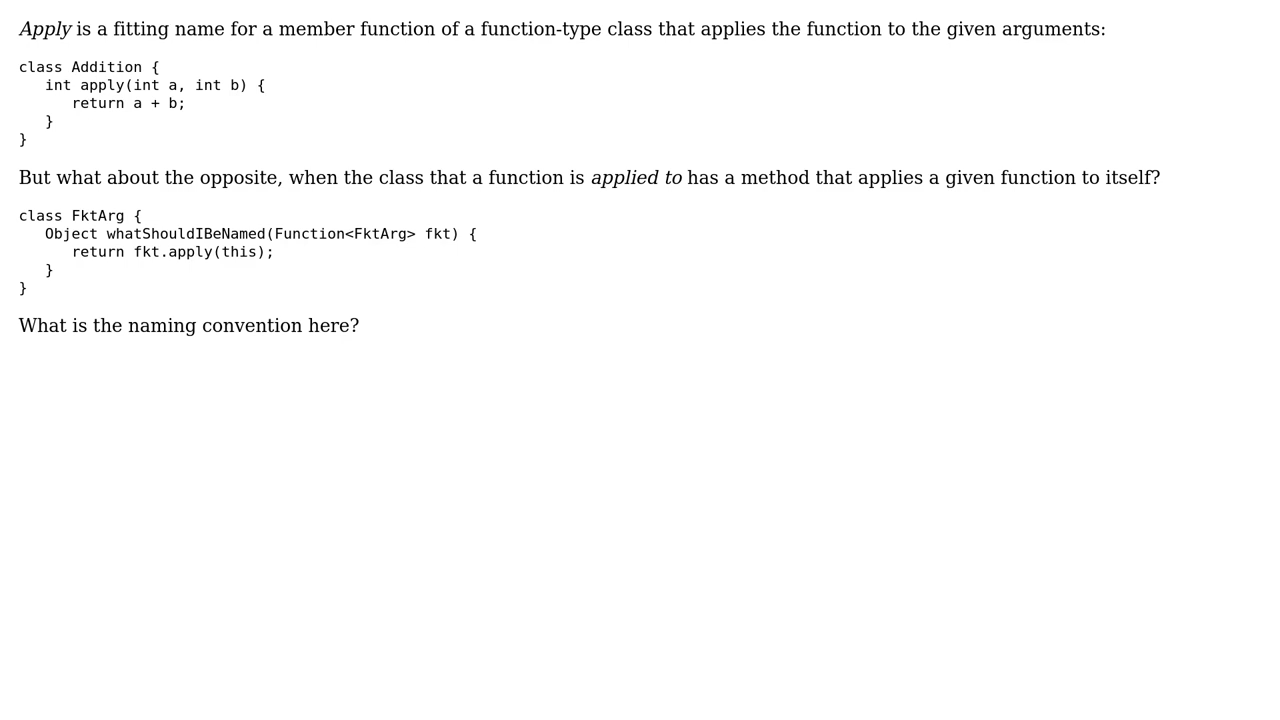 Apply is a fitting name for a member function of a function-type class that applies the function to the given arguments:
class Addition {
   int apply(int a, int b) {
      return a + b;
   }
}
But what about the opposite, when the class that a function is applied to has a method that applies a given function to itself?
class FktArg {
   Object whatShouldIBeNamed(Function<FktArg> fkt) {
      return fkt.apply(this);
   }
}
What is the naming convention here?